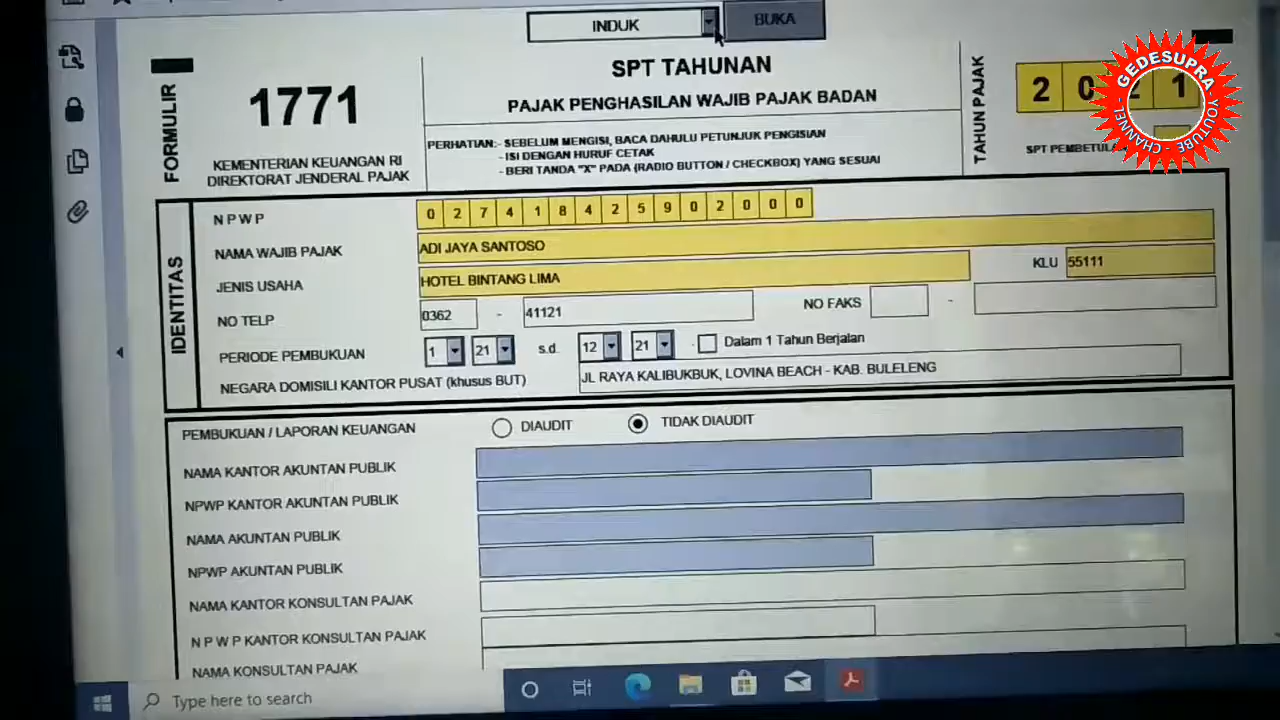 INDUK
BUKA
FORMULIR
1771
KEMENTERIAN KEUANGAN RI
DIREKTORAT JENDERAL PAJAK
SPT TAHUNAN
PAJAK PENGHASILAN WAJIB PAJAK BADAN
PERHATIAN:- SEBELUM MENGISI, BACA DAHULU PETUNJUK PENGISIAN
- ISI DENGAN HURUF CETAK
- BERI TANDA "X" PADA (RADIO BUTTON / CHECKBOX) YANG SESUAI
TAHUN PAJAK
2 0 2 1
SPT
GEDESUPRA
YOUTUBE - CHANNEL
IDENTITAS
N P W P 0 2 7 4 1 8 4 2 5 9 0 2 0 0 0
NAMA WAJIB PAJAK ADI JAYA SANTOSO
JENIS USAHA HOTEL BINTANG LIMA KLU 55111
NO TELP 0362 - 41121 NO FAKS -
PERIODE PEMBUKUAN 1 21 s.d. 12 21 Dalam 1 Tahun Berjalan
NEGARA DOMISILI KANTOR PUSAT (khusus BUT) JL RAYA KALIBUKBUK, LOVINA BEACH - KAB. BULELENG
PEMBUKUAN / LAPORAN KEUANGAN DIAUDIT TIDAK DIAUDIT
NAMA KANTOR AKUNTAN PUBLIK
NPWP KANTOR AKUNTAN PUBLIK
NAMA AKUNTAN PUBLIK
NPWP AKUNTAN PUBLIK
NAMA KANTOR KONSULTAN PAJAK
N P W P KANTOR KONSULTAN PAJAK
NAMA KONSULTAN PAJAK
Type here to search